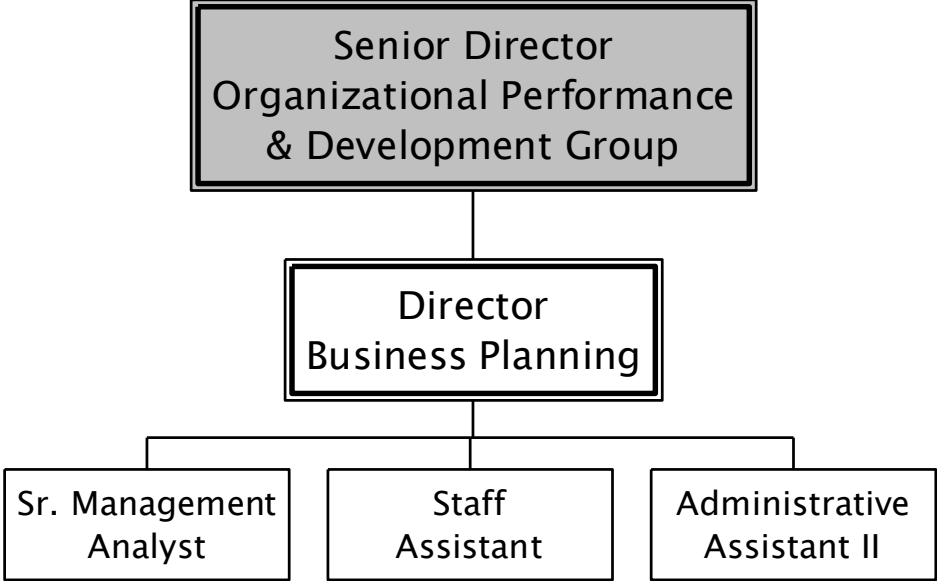 Senior Director
Organizational Performance
& Development Group
Director
Business Planning
Sr. Management
Analyst
Staff
Assistant
Administrative
Assistant II